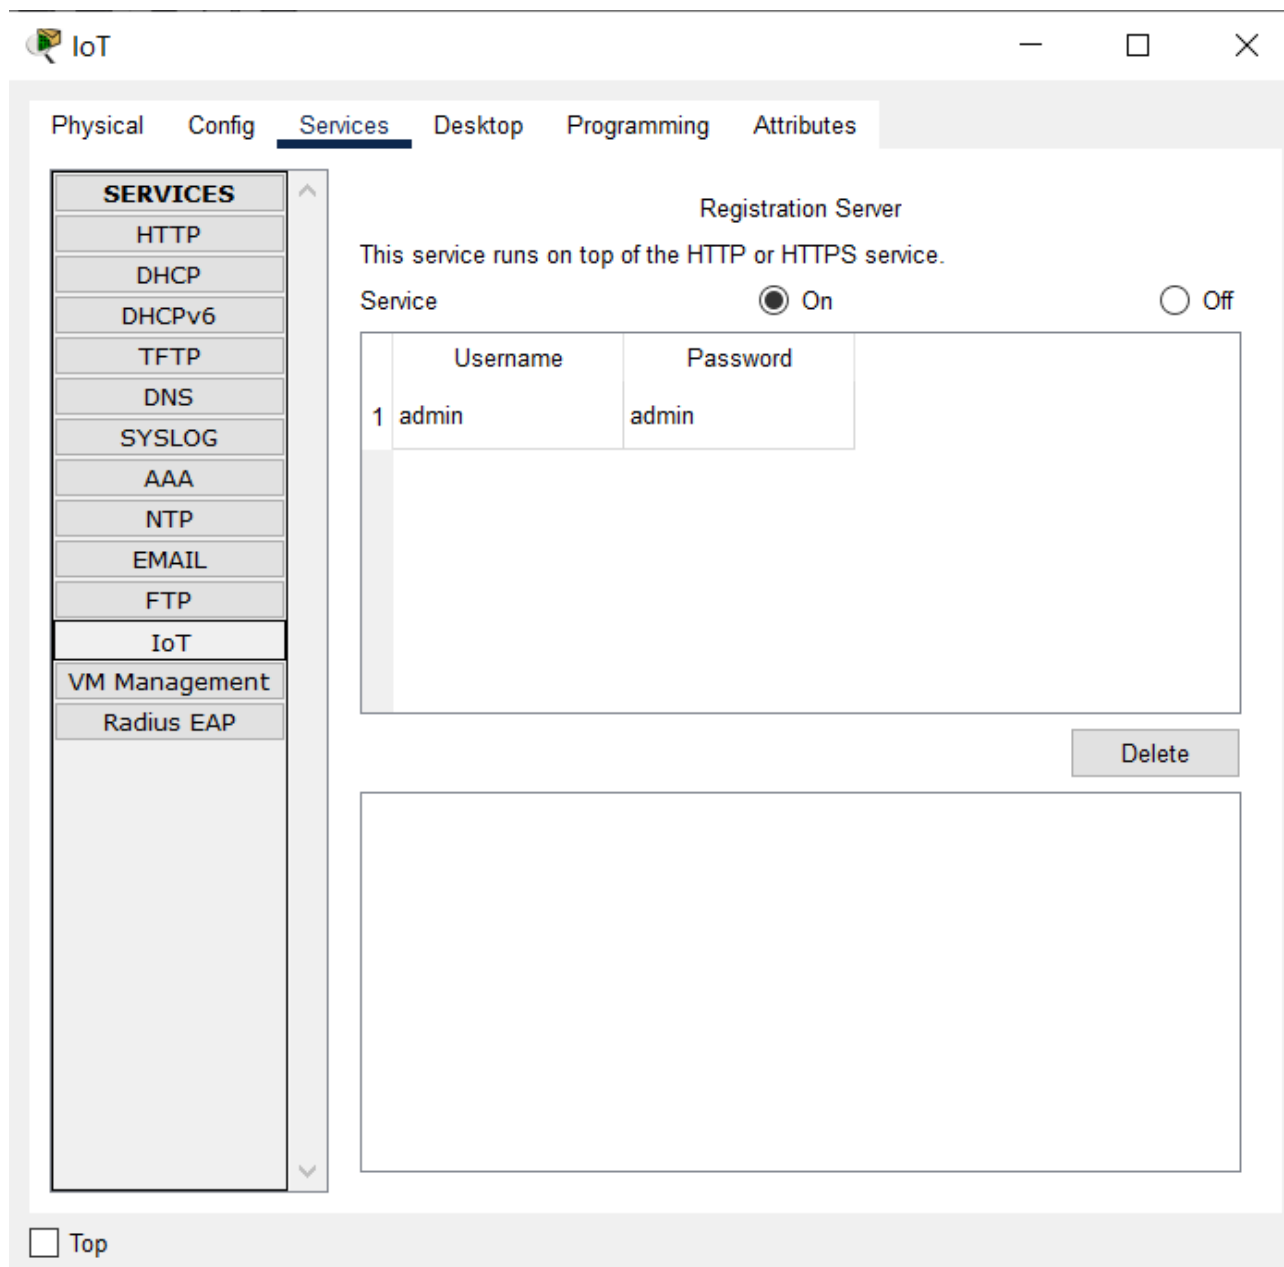 IoT
Physical Config Services Desktop Programming Attributes
SERVICES
HTTP
DHCP
DHCPv6
TFTP
DNS
SYSLOG
AAA
NTP
EMAIL
FTP
IoT
VM Management
Radius EAP
Registration Server
This service runs on top of the HTTP or HTTPS service.
Service On Off
Username Password
1 admin admin
Delete
Top